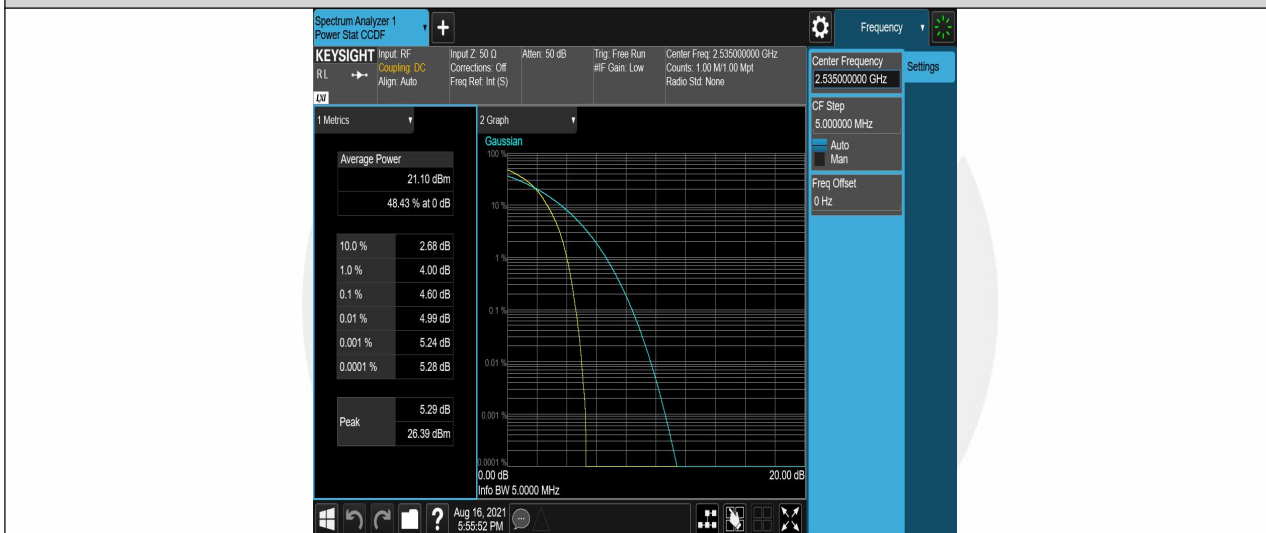 Spectrum Analyzer 1
Power Stat CCDF
+
Frequency
KEYSIGHT
RL
LXI
Input: RF
Coupling: DC
Align: Auto
Input Z: 50 Ω
Corrections: Off
Freq Ref: Int (S)
Atten: 50 dB
Trig: Free Run
#IF Gain: Low
Center Freq: 2.535000000 GHz
Counts: 1.00 M/1.00 Mpt
Radio Std: None
Center Frequency
2.535000000 GHz
Settings
CF Step
5.000000 MHz
Auto
Man
Freq Offset
0 Hz
1 Metrics
Average Power
21.10 dBm
48.43 % at 0 dB
10.0 % 2.68 dB
1.0 % 4.00 dB
0.1 % 4.60 dB
0.01 % 4.99 dB
0.001 % 5.24 dB
0.0001 % 5.28 dB
Peak
5.29 dB
26.39 dBm
2 Graph
Gaussian
100 %
10 %
1 %
0.1 %
0.01 %
0.001 %
0.0001 %
0.00 dB 20.00 dB
Info BW 5.0000 MHz
?
Aug 16, 2021
5:55:52 PM